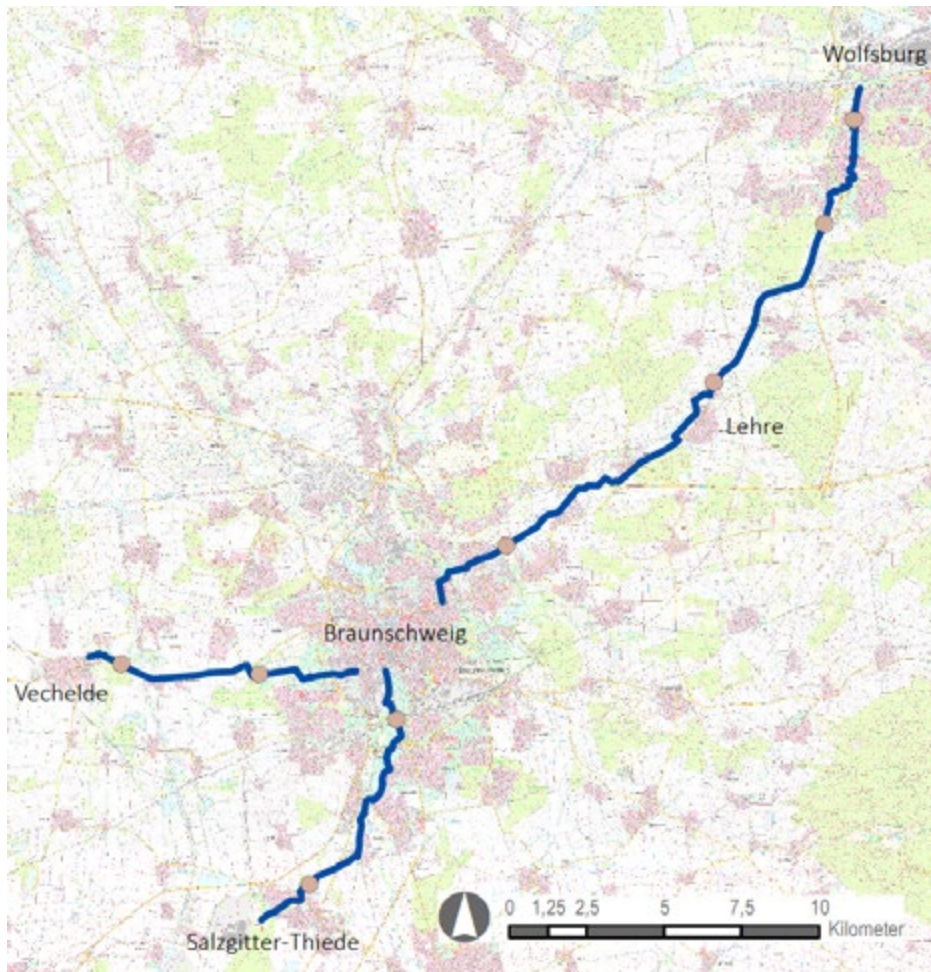 Wolfsburg
Lehre
Braunschweig
Vechelde
Salzgitter-Thiede
0 1,25 2,5 5 7,5 10
Kilometer